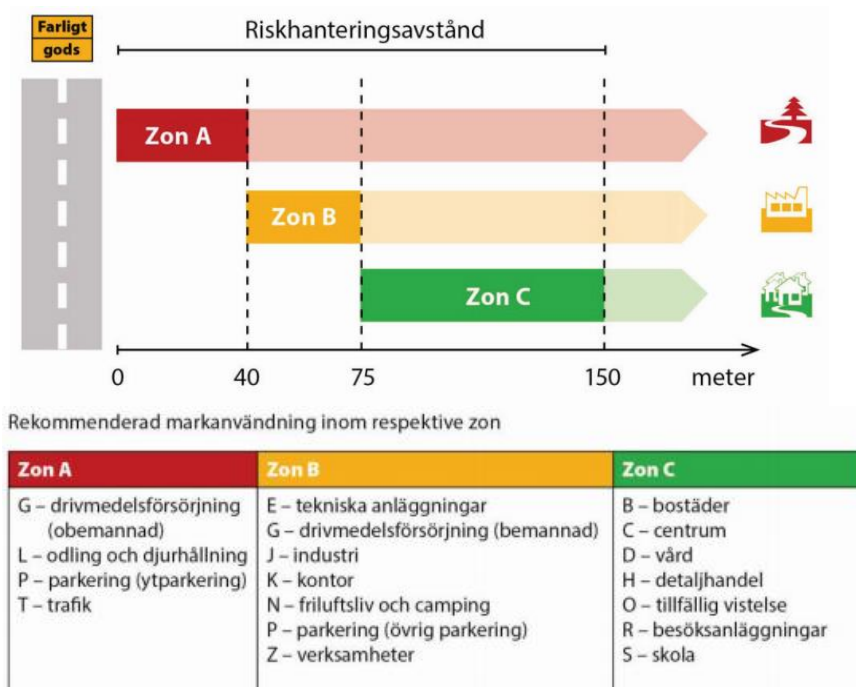 Farligt
gods
Riskhanteringsavstånd
Zon A
Zon B
Zon C
0 40 75 150 meter
Rekommenderad markanvändning inom respektive zon
Zon A
G – drivmedelsförsörjning
(obemannad)
L – odling och djurhållning
P – parkering (ytparkering)
T – trafik
Zon B
E – tekniska anläggningar
G – drivmedelsförsörjning (bemannad)
J – industri
K – kontor
N – friluftsliv och camping
P – parkering (övrig parkering)
Z – verksamheter
Zon C
B – bostäder
C – centrum
D – vård
H – detaljhandel
O – tillfällig vistelse
R – besöksanläggningar
S – skola